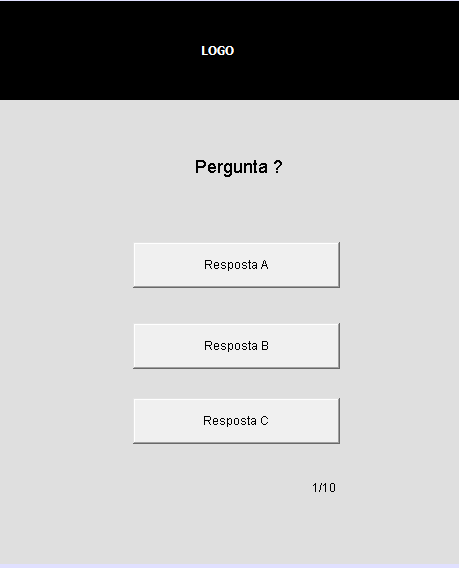 LOGO
Pergunta ?
Resposta A
Resposta B
Resposta C
1/10